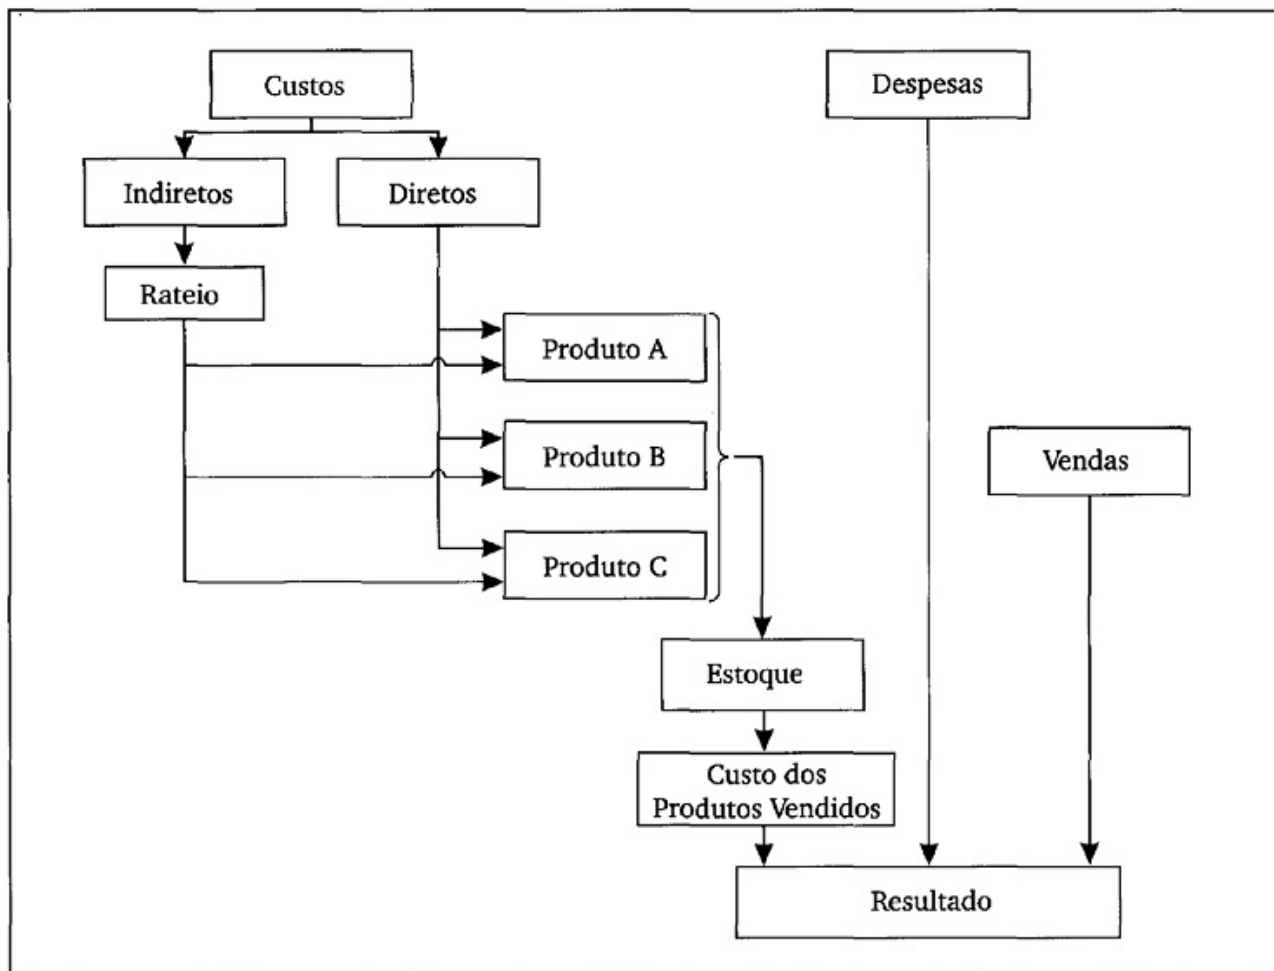 Custos
Despesas
Indiretos
Diretos
Rateio
Produto A
Produto B
Vendas
Produto C
Estoque
Custo dos
Produtos Vendidos
Resultado